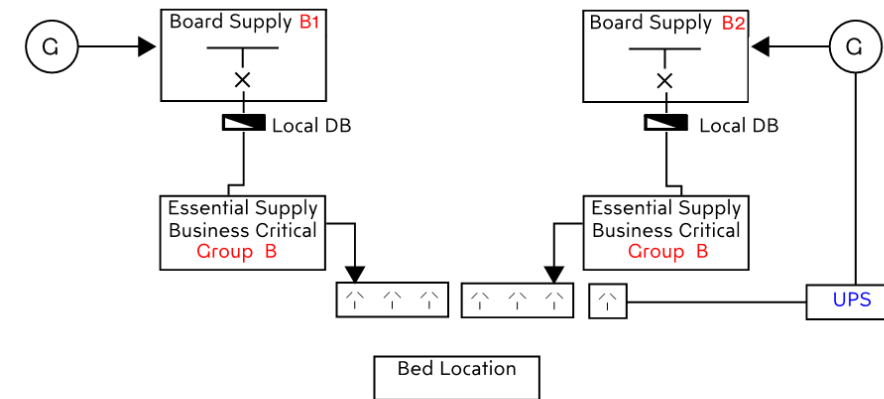 G
Board Supply B1
Local DB
Essential Supply
Business Critical
Group B
Board Supply B2
G
Local DB
Essential Supply
Business Critical
Group B
UPS
Bed Location